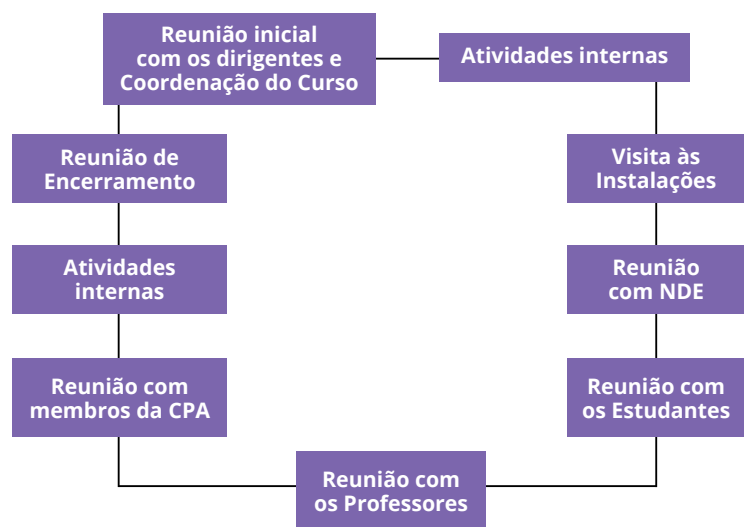 Reunião inicial
com os dirigentes e
Coordenação do Curso
Atividades internas
Visita às
Instalações
Reunião
com NDE
Reunião com
os Estudantes
Reunião com
os Professores
Reunião com
membros da CPA
Atividades
internas
Reunião de
Encerramento